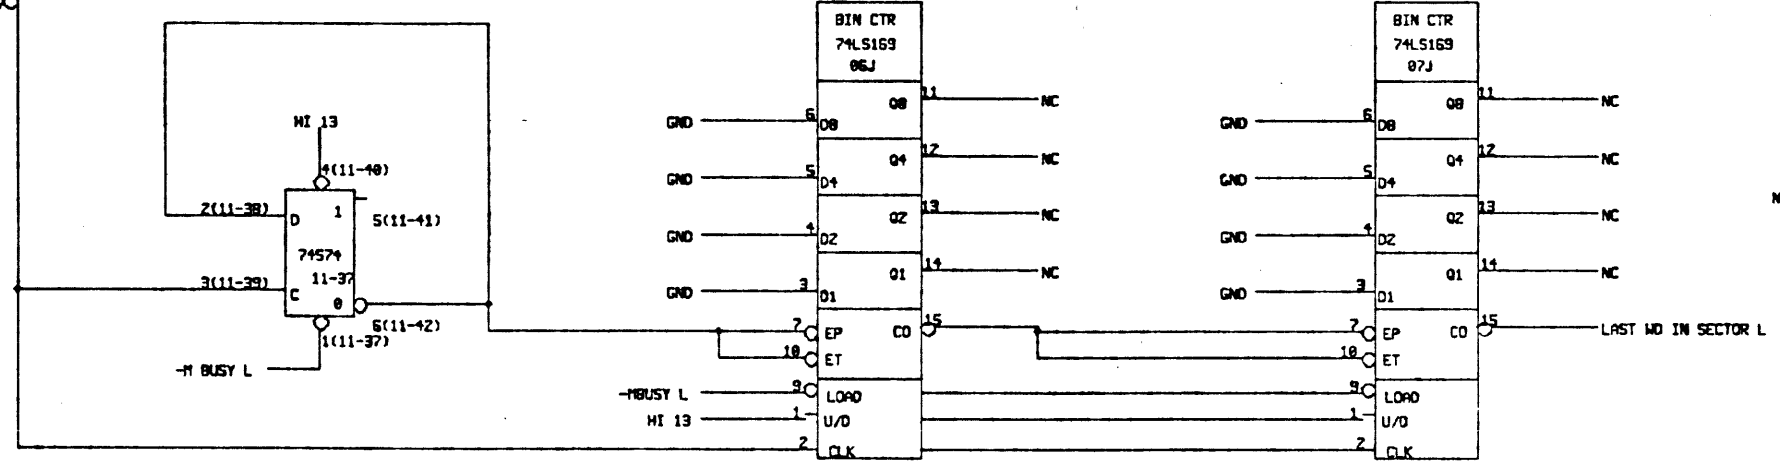 BIN CTR
74LS169
06J
Q8
11
NC
GND
6
D8
Q4
12
NC
GND
5
D4
Q2
13
NC
GND
4
D2
Q1
14
NC
GND
3
D1
7
EP
CO
15
10
ET
-MBUSY L
9
LOAD
HI 13
1
U/D
2
CLK
BIN CTR
74LS169
07J
Q8
11
NC
GND
6
D8
Q4
12
NC
GND
5
D4
Q2
13
NC
GND
4
D2
Q1
14
NC
GND
3
D1
7
EP
CO
15
LAST WD IN SECTOR L
10
ET
9
LOAD
1
U/D
2
CLK
HI 13
4(11-40)
2(11-38)
D
1
5(11-41)
74S74
11-37
3(11-39)
C
0
6(11-42)
1(11-37)
-M BUSY L
N